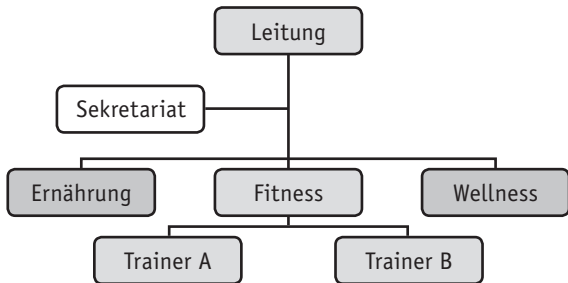 Leitung
Sekretariat
Ernährung
Fitness
Wellness
Trainer A
Trainer B